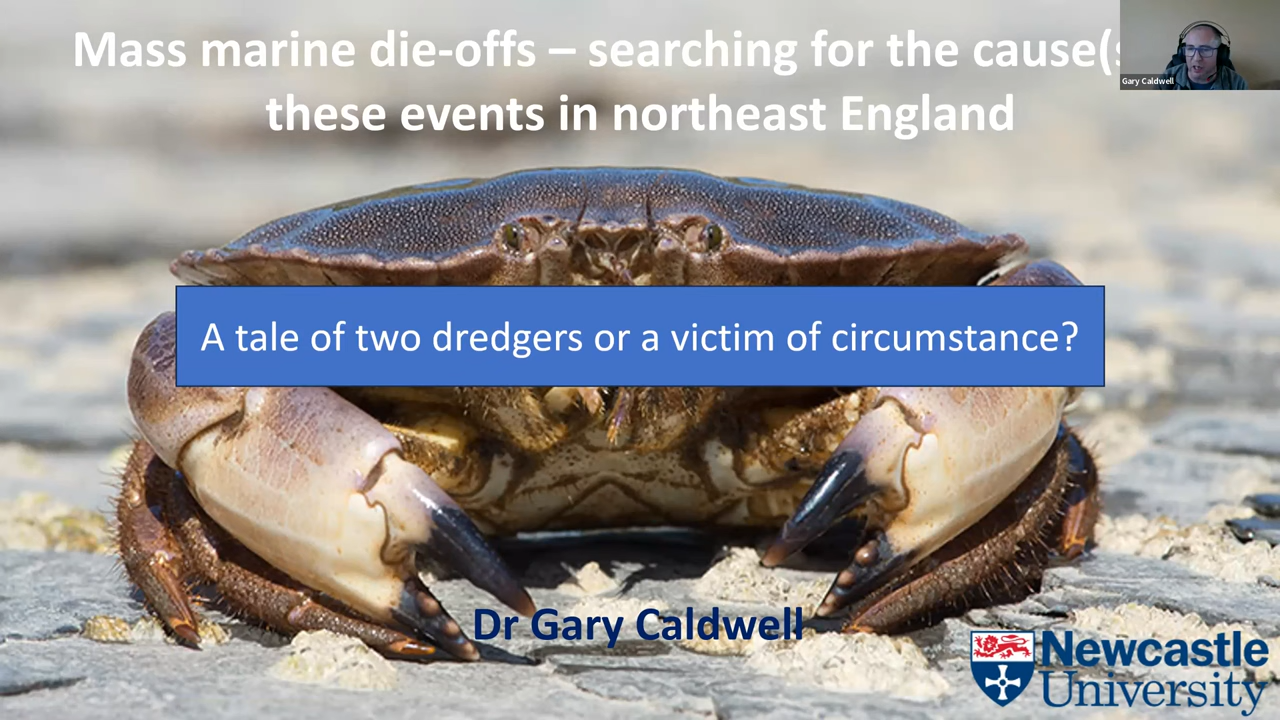 Mass marine die-offs – searching for the cause(
these events in northeast England
Gary Caldwell
A tale of two dredgers or a victim of circumstance?
Dr Gary Caldwell
Newcastle
University